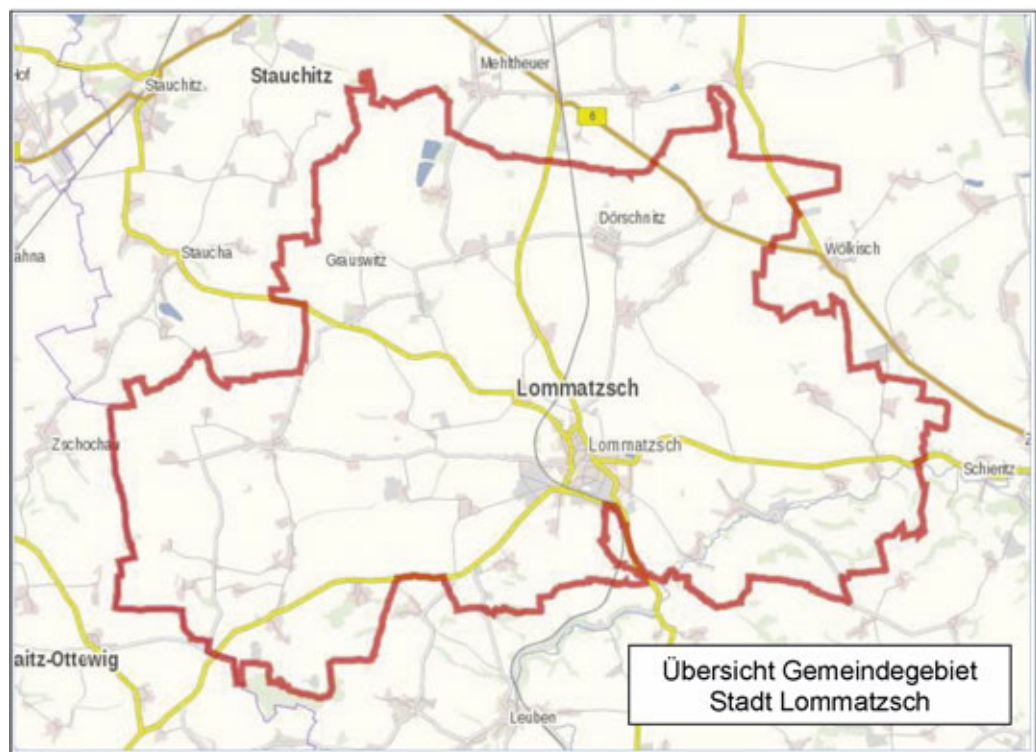 Mehltheuer
Stauchitz
Hof
Stauchitz
6
Dörschnitz
Wölkisch
Staucha
ahna
Grauswitz
Lommatzsch
Zschochau
Lommatzsch
Schieritz
Z
aitz-Ottewig
Leuben
Übersicht Gemeindegebiet
Stadt Lommatzsch